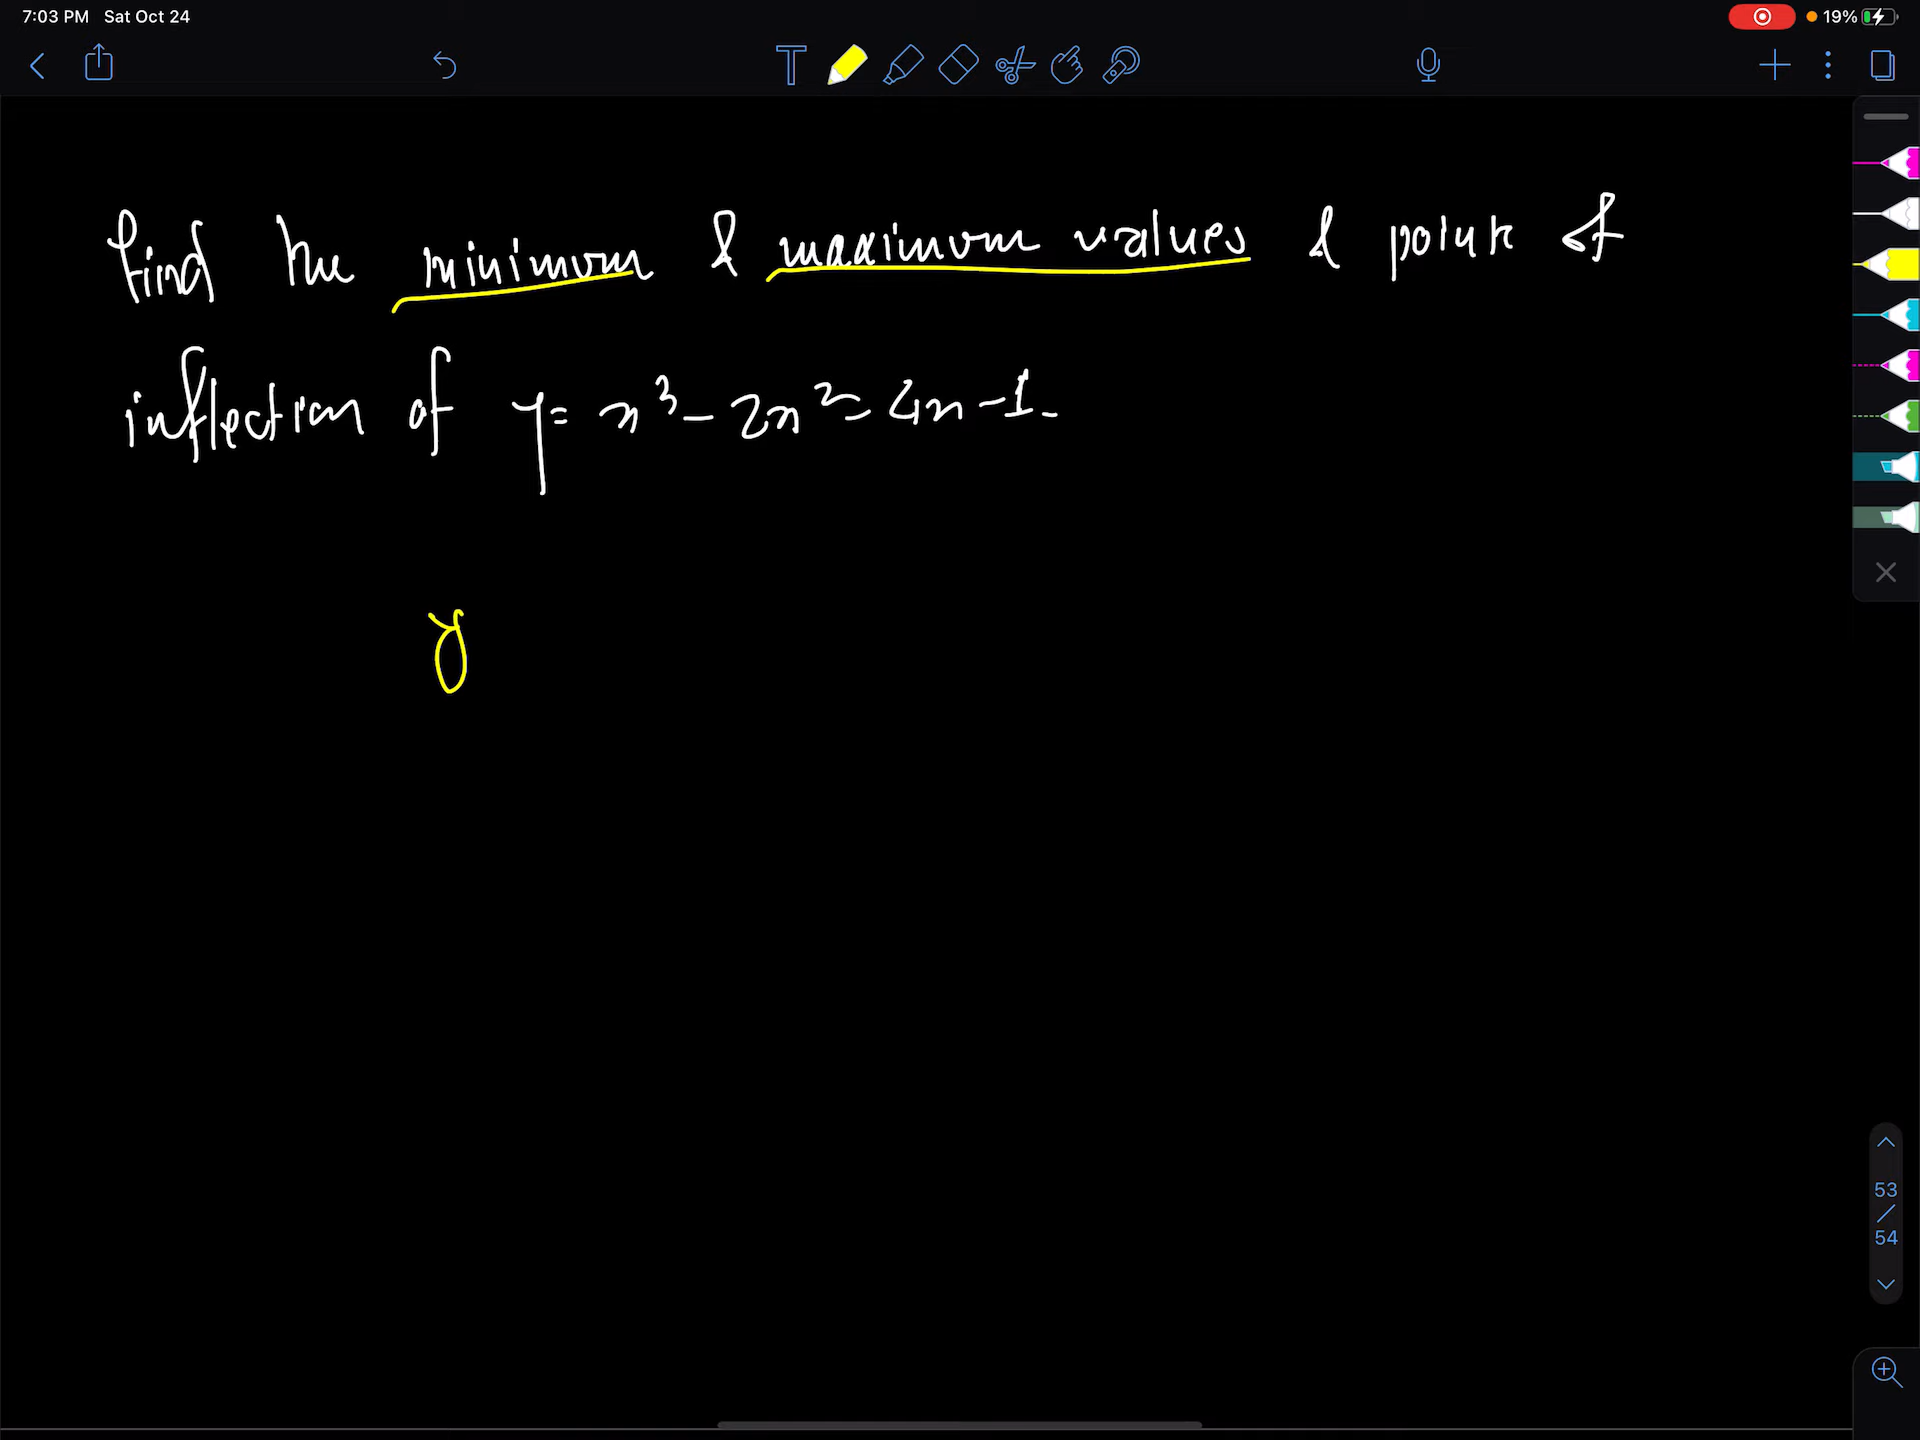 7:03 PM Sat Oct 24
19%
find the minimum & maximum values & point of
inflection of y = x³ - 2x² - 4x - 1.
y
53
/
54